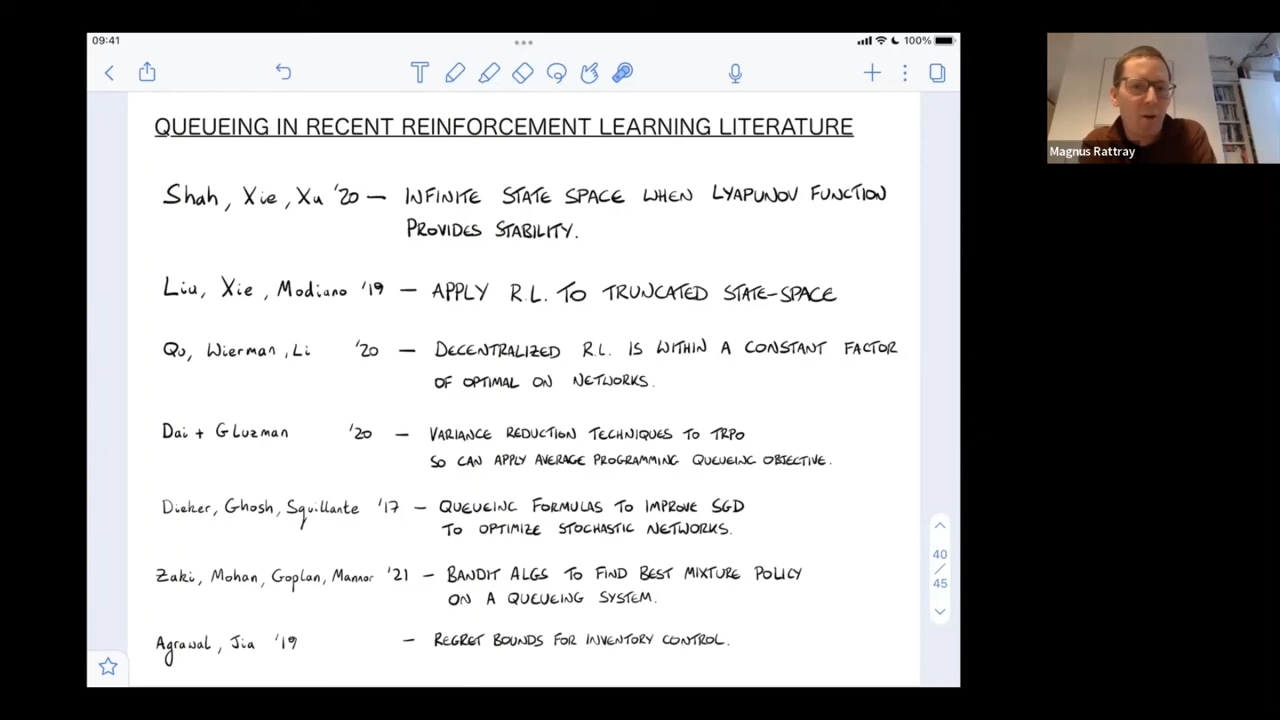 09:41
100%
QUEUEING IN RECENT REINFORCEMENT LEARNING LITERATURE
Shah, Xie, Xu '20 — INFINITE STATE SPACE WHEN LYAPUNOV FUNCTION
PROVIDES STABILITY.
Liu, Xie, Modiano '19 — APPLY R.L. TO TRUNCATED STATE-SPACE
Qu, Wierman, Li '20 — DECENTRALIZED R.L. IS WITHIN A CONSTANT FACTOR
OF OPTIMAL ON NETWORKS.
Dai + Gluzman '20 — VARIANCE REDUCTION TECHNIQUES TO TRPO
SO CAN APPLY AVERAGE PROGRAMMING QUEUEING OBJECTIVE.
Dieker, Ghosh, Squillante '17 — QUEUEING FORMULAS TO IMPROVE SGD
TO OPTIMIZE STOCHASTIC NETWORKS.
Zaki, Mohan, Goplan, Mannor '21 — BANDIT ALGS TO FIND BEST MIXTURE POLICY
ON A QUEUEING SYSTEM.
Agrawal, Jia '19 — REGRET BOUNDS FOR INVENTORY CONTROL.
40
/
45
Magnus Rattray